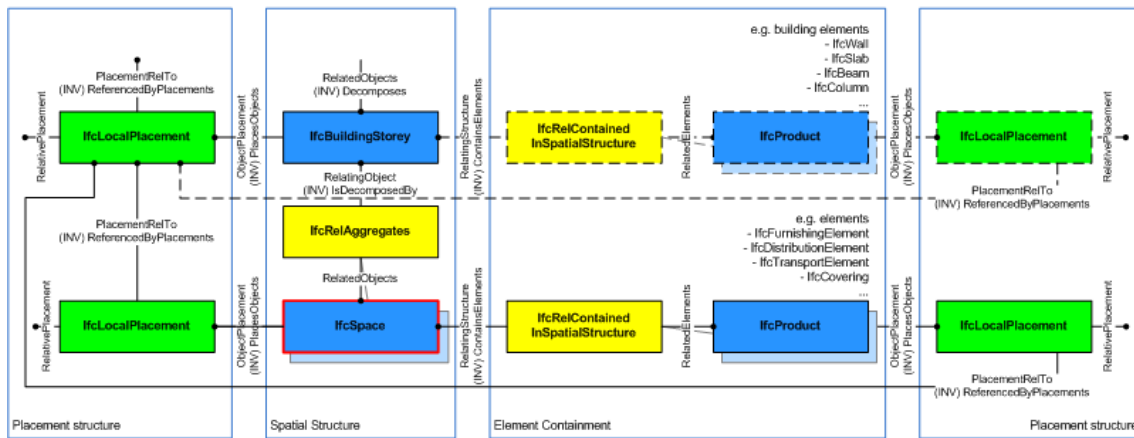 e.g. building elements
- IfcWall
- IfcSlab
- IfcBeam
- IfcColumn
...
PlacementRelTo
(INV) ReferencedByPlacements
RelatedObjects
(INV) Decomposes
RelativePlacement
IfcLocalPlacement
ObjectPlacement
(INV) PlacesObjects
IfcBuildingStorey
RelatingStructure
(INV) ContainsElements
IfcRelContained
InSpatialStructure
RelatedElements
IfcProduct
ObjectPlacement
(INV) PlacesObjects
IfcLocalPlacement
RelativePlacement
RelatingObject
(INV) IsDecomposedBy
PlacementRelTo
(INV) ReferencedByPlacements
PlacementRelTo
(INV) ReferencedByPlacements
IfcRelAggregates
e.g. elements
- IfcFurnishingElement
- IfcDistributionElement
- IfcTransportElement
- IfcCovering
...
RelatedObjects
RelativePlacement
IfcLocalPlacement
ObjectPlacement
(INV) PlacesObjects
IfcSpace
RelatingStructure
(INV) ContainsElements
IfcRelContained
InSpatialStructure
RelatedElements
IfcProduct
ObjectPlacement
(INV) PlacesObjects
IfcLocalPlacement
RelativePlacement
PlacementRelTo
(INV) ReferencedByPlacements
Placement structure
Spatial Structure
Element Containment
Placement structure